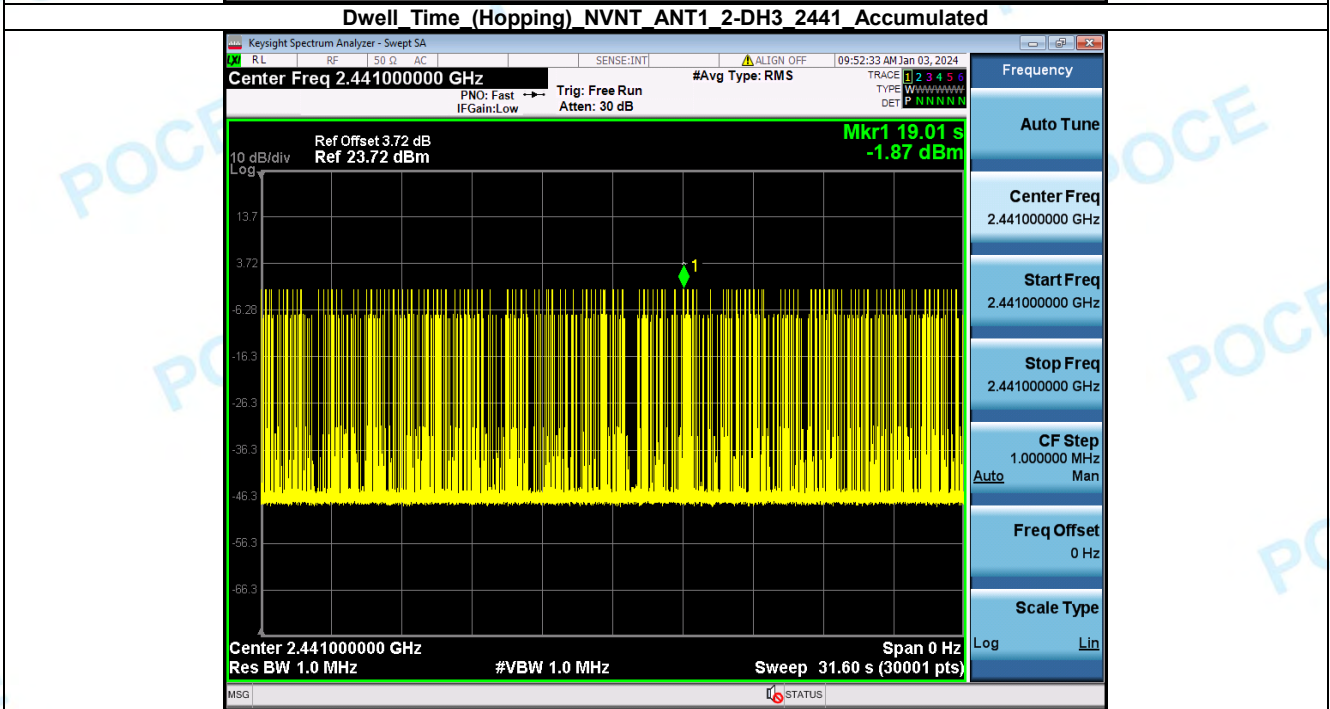 Dwell_Time_(Hopping)_NVNT_ANT1_2-DH3_2441_Accumulated
Keysight Spectrum Analyzer - Swept SA
LXI RL RF 50 Ω AC SENSE:INT ALIGN OFF 09:52:33 AM Jan 03, 2024
Center Freq 2.441000000 GHz
#Avg Type: RMS
TRACE 1 2 3 4 5 6
TYPE WWWWWW
DET P N N N N N
PNO: Fast
IFGain:Low
Trig: Free Run
Atten: 30 dB
Frequency
Mkr1 19.01 s
-1.87 dBm
Ref Offset 3.72 dB
Ref 23.72 dBm
10 dB/div
Log
13.7
3.72
-6.28
-16.3
-26.3
-36.3
-46.3
-56.3
-66.3
1
Center 2.441000000 GHz
Span 0 Hz
Res BW 1.0 MHz
#VBW 1.0 MHz
Sweep 31.60 s (30001 pts)
Auto Tune
Center Freq
2.441000000 GHz
Start Freq
2.441000000 GHz
Stop Freq
2.441000000 GHz
CF Step
1.000000 MHz
Auto Man
Freq Offset
0 Hz
Scale Type
Log Lin
MSG
STATUS
POCE
POCE
POCE
PO
PO